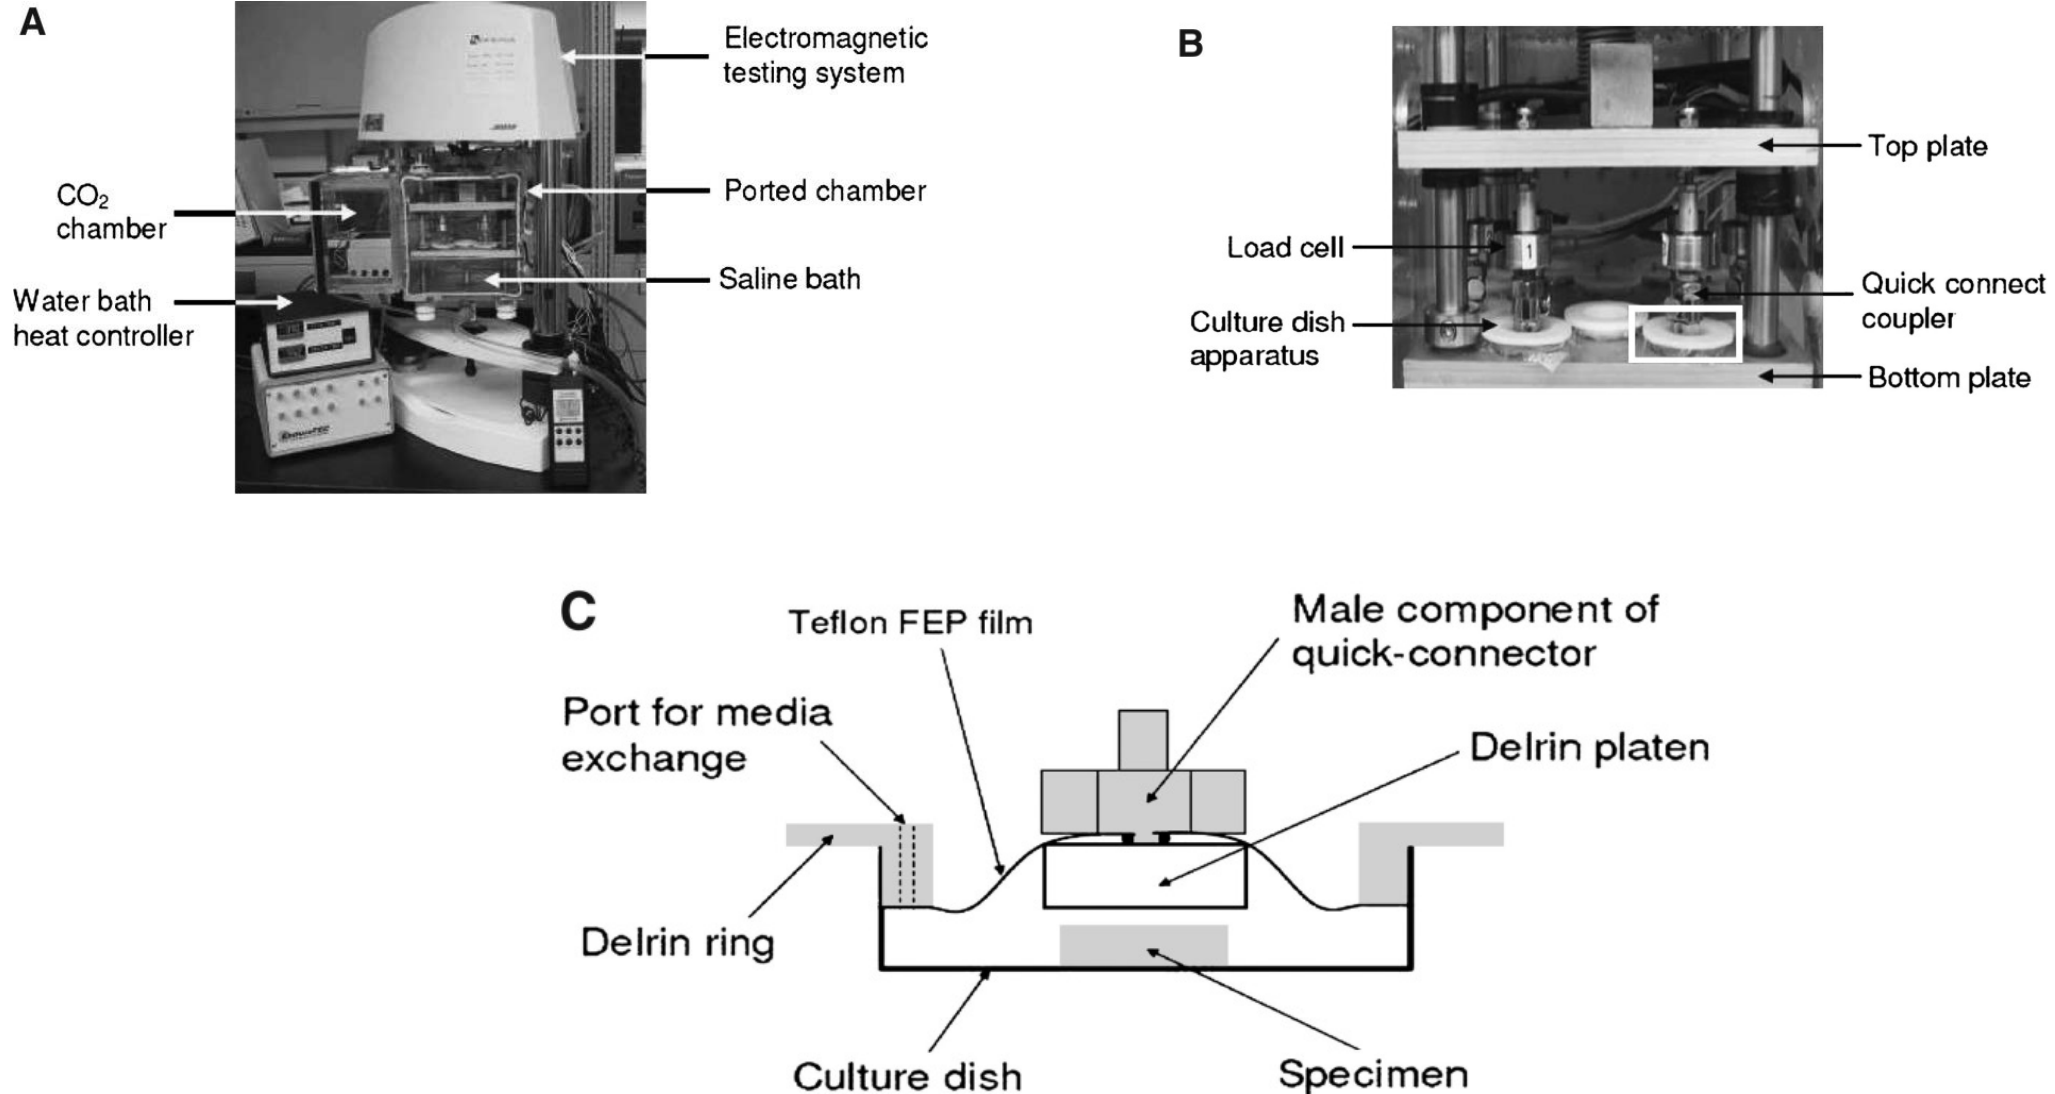 A
Electromagnetic
testing system
CO₂
chamber
Ported chamber
Saline bath
Water bath
heat controller
B
Top plate
Load cell
1
Quick connect
coupler
Culture dish
apparatus
Bottom plate
C
Teflon FEP film
Male component of
quick-connector
Port for media
exchange
Delrin platen
Delrin ring
Culture dish
Specimen